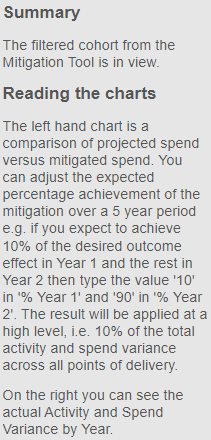 Summary
The filtered cohort from the
Mitigation Tool is in view.
Reading the charts
The left hand chart is a
comparison of projected spend
versus mitigated spend. You
can adjust the expected
percentage achievement of the
mitigation over a 5 year period
e.g. if you expect to achieve
10% of the desired outcome
effect in Year 1 and the rest in
Year 2 then type the value '10'
in '% Year 1' and '90' in '% Year
2'. The result will be applied at a
high level, i.e. 10% of the total
activity and spend variance
across all points of delivery.
On the right you can see the
actual Activity and Spend
Variance by Year.